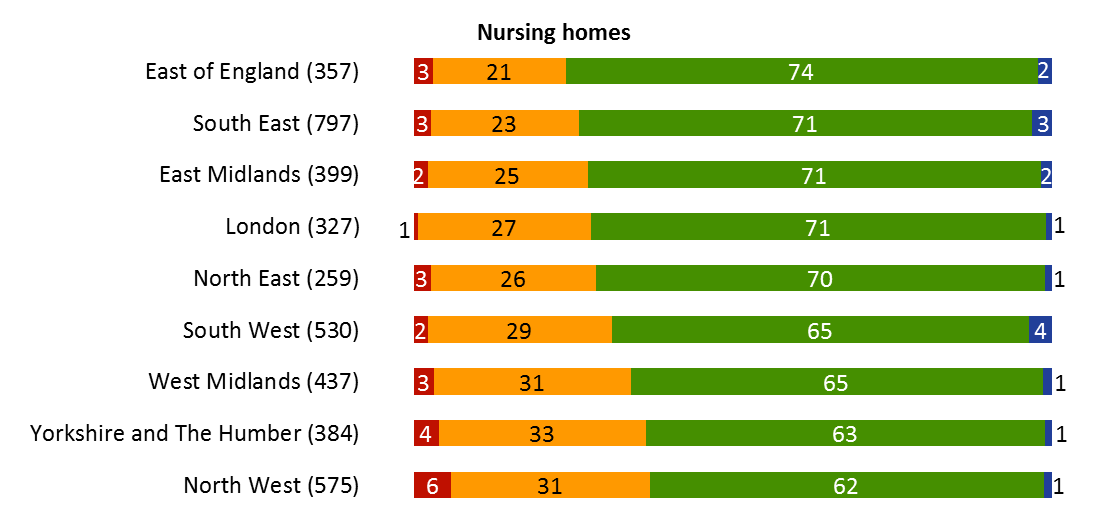 Nursing homes
East of England (357) 3 21 74 2
South East (797) 3 23 71 3
East Midlands (399) 2 25 71 2
London (327) 1 27 71 1
North East (259) 3 26 70 1
South West (530) 2 29 65 4
West Midlands (437) 3 31 65 1
Yorkshire and The Humber (384) 4 33 63 1
North West (575) 6 31 62 1